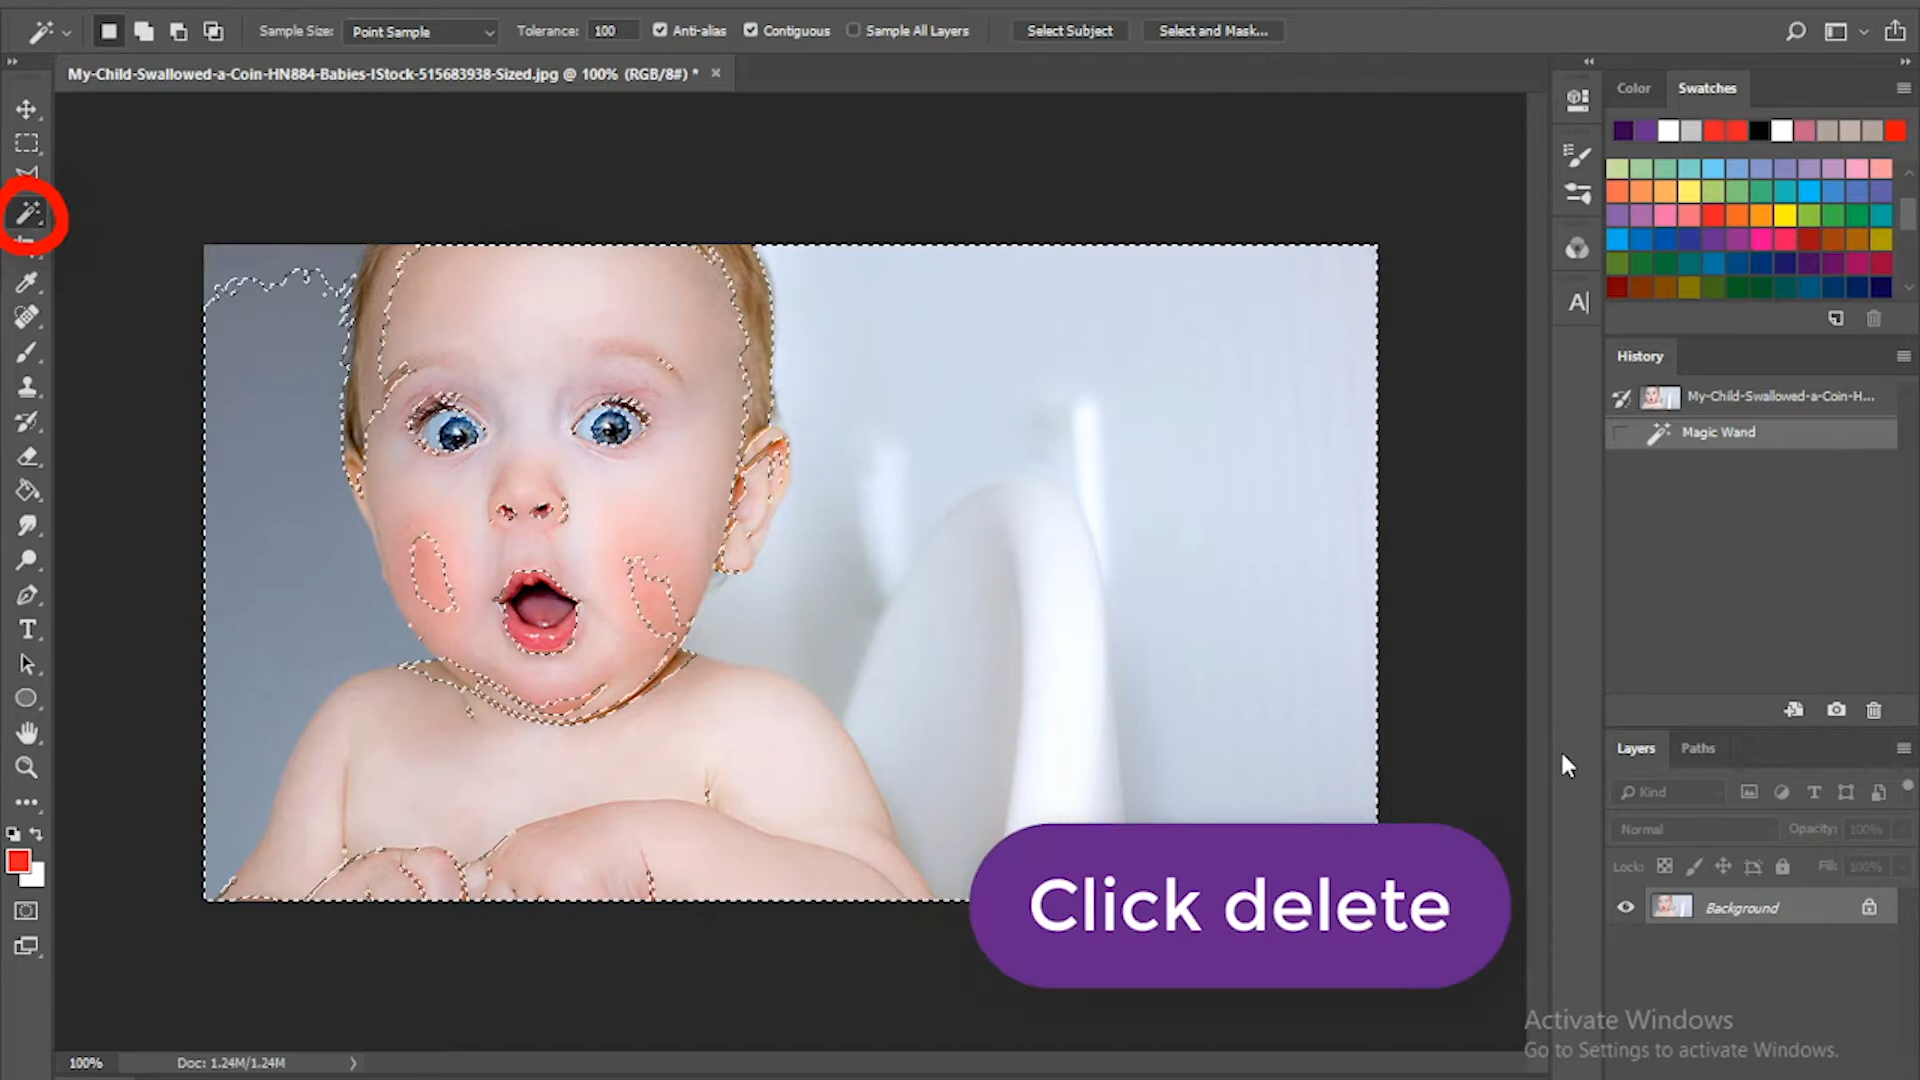 Sample Size: Point Sample Tolerance: 100 Anti-alias Contiguous Sample All Layers Select Subject Select and Mask...
My-Child-Swallowed-a-Coin-HN884-Babies-IStock-515683938-Sized.jpg @ 100% (RGB/8#) * ×
Color Swatches
History
My-Child-Swallowed-a-Coin-H...
Magic Wand
Layers Paths
Kind
Normal Opacity: 100%
Lock: Fill: 100%
Background
Click delete
Activate Windows
Go to Settings to activate Windows.
100% Doc: 1.24M/1.24M